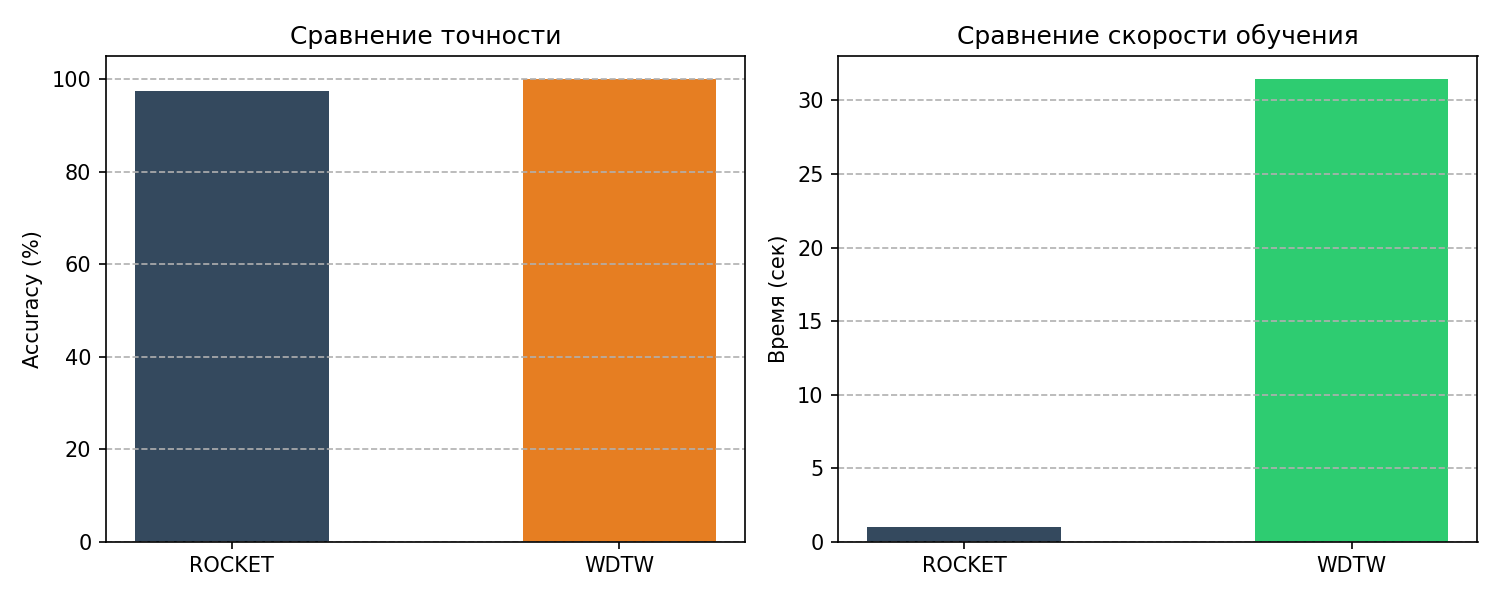 Сравнение точности
Accuracy (%)
100
80
60
40
20
0
ROCKET
WDTW
Сравнение скорости обучения
Время (сек)
30
25
20
15
10
5
0
ROCKET
WDTW